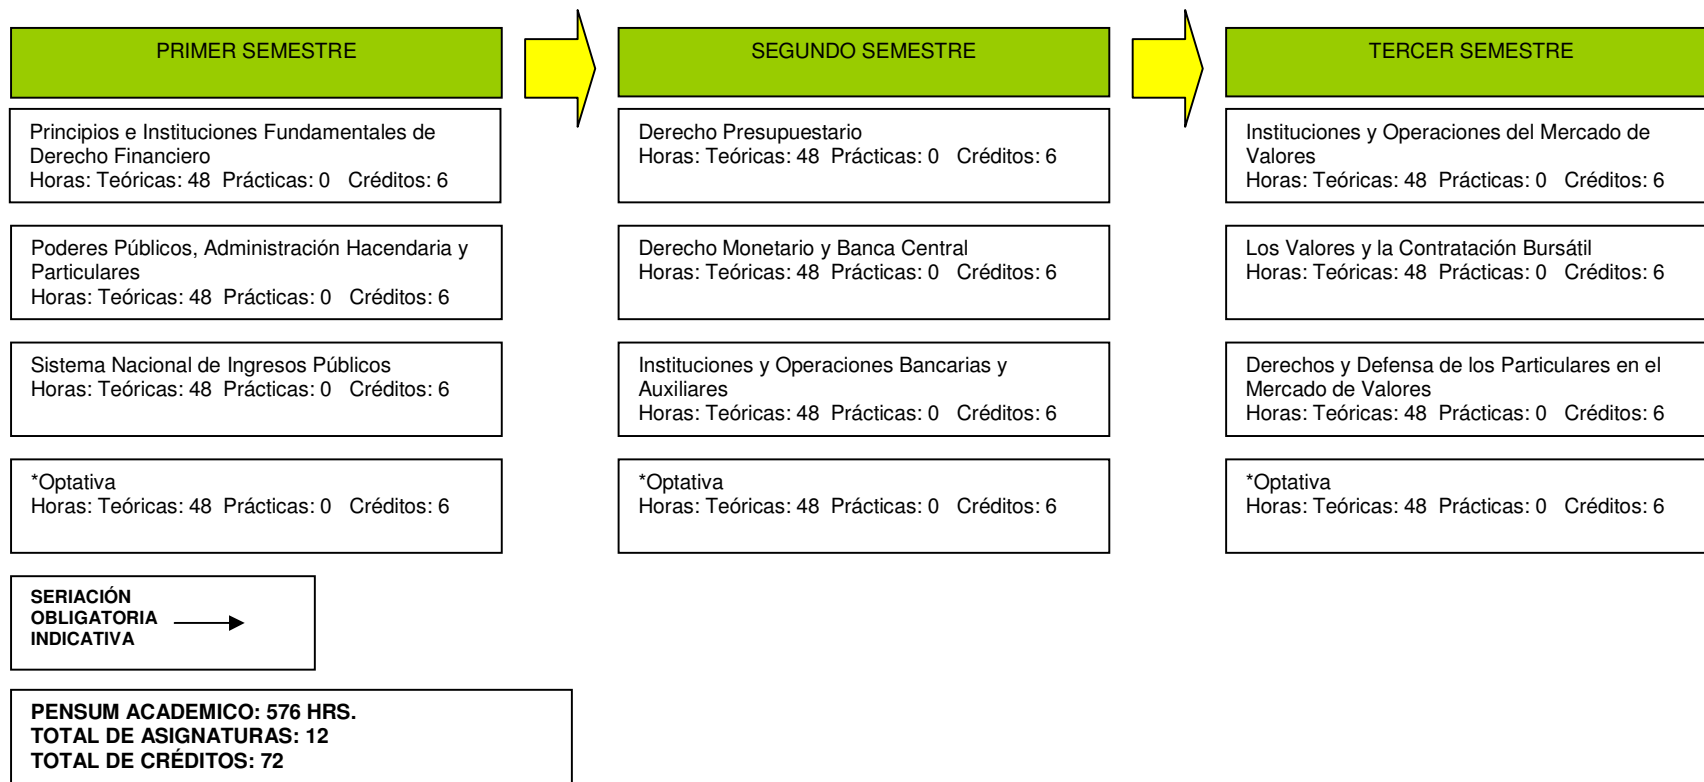 PRIMER SEMESTRE
Principios e Instituciones Fundamentales de
Derecho Financiero
Horas: Teóricas: 48 Prácticas: 0 Créditos: 6
Poderes Públicos, Administración Hacendaria y
Particulares
Horas: Teóricas: 48 Prácticas: 0 Créditos: 6
Sistema Nacional de Ingresos Públicos
Horas: Teóricas: 48 Prácticas: 0 Créditos: 6
*Optativa
Horas: Teóricas: 48 Prácticas: 0 Créditos: 6
SEGUNDO SEMESTRE
Derecho Presupuestario
Horas: Teóricas: 48 Prácticas: 0 Créditos: 6
Derecho Monetario y Banca Central
Horas: Teóricas: 48 Prácticas: 0 Créditos: 6
Instituciones y Operaciones Bancarias y
Auxiliares
Horas: Teóricas: 48 Prácticas: 0 Créditos: 6
*Optativa
Horas: Teóricas: 48 Prácticas: 0 Créditos: 6
TERCER SEMESTRE
Instituciones y Operaciones del Mercado de
Valores
Horas: Teóricas: 48 Prácticas: 0 Créditos: 6
Los Valores y la Contratación Bursátil
Horas: Teóricas: 48 Prácticas: 0 Créditos: 6
Derechos y Defensa de los Particulares en el
Mercado de Valores
Horas: Teóricas: 48 Prácticas: 0 Créditos: 6
*Optativa
Horas: Teóricas: 48 Prácticas: 0 Créditos: 6
SERIACIÓN
OBLIGATORIA
INDICATIVA
PENSUM ACADEMICO: 576 HRS.
TOTAL DE ASIGNATURAS: 12
TOTAL DE CRÉDITOS: 72